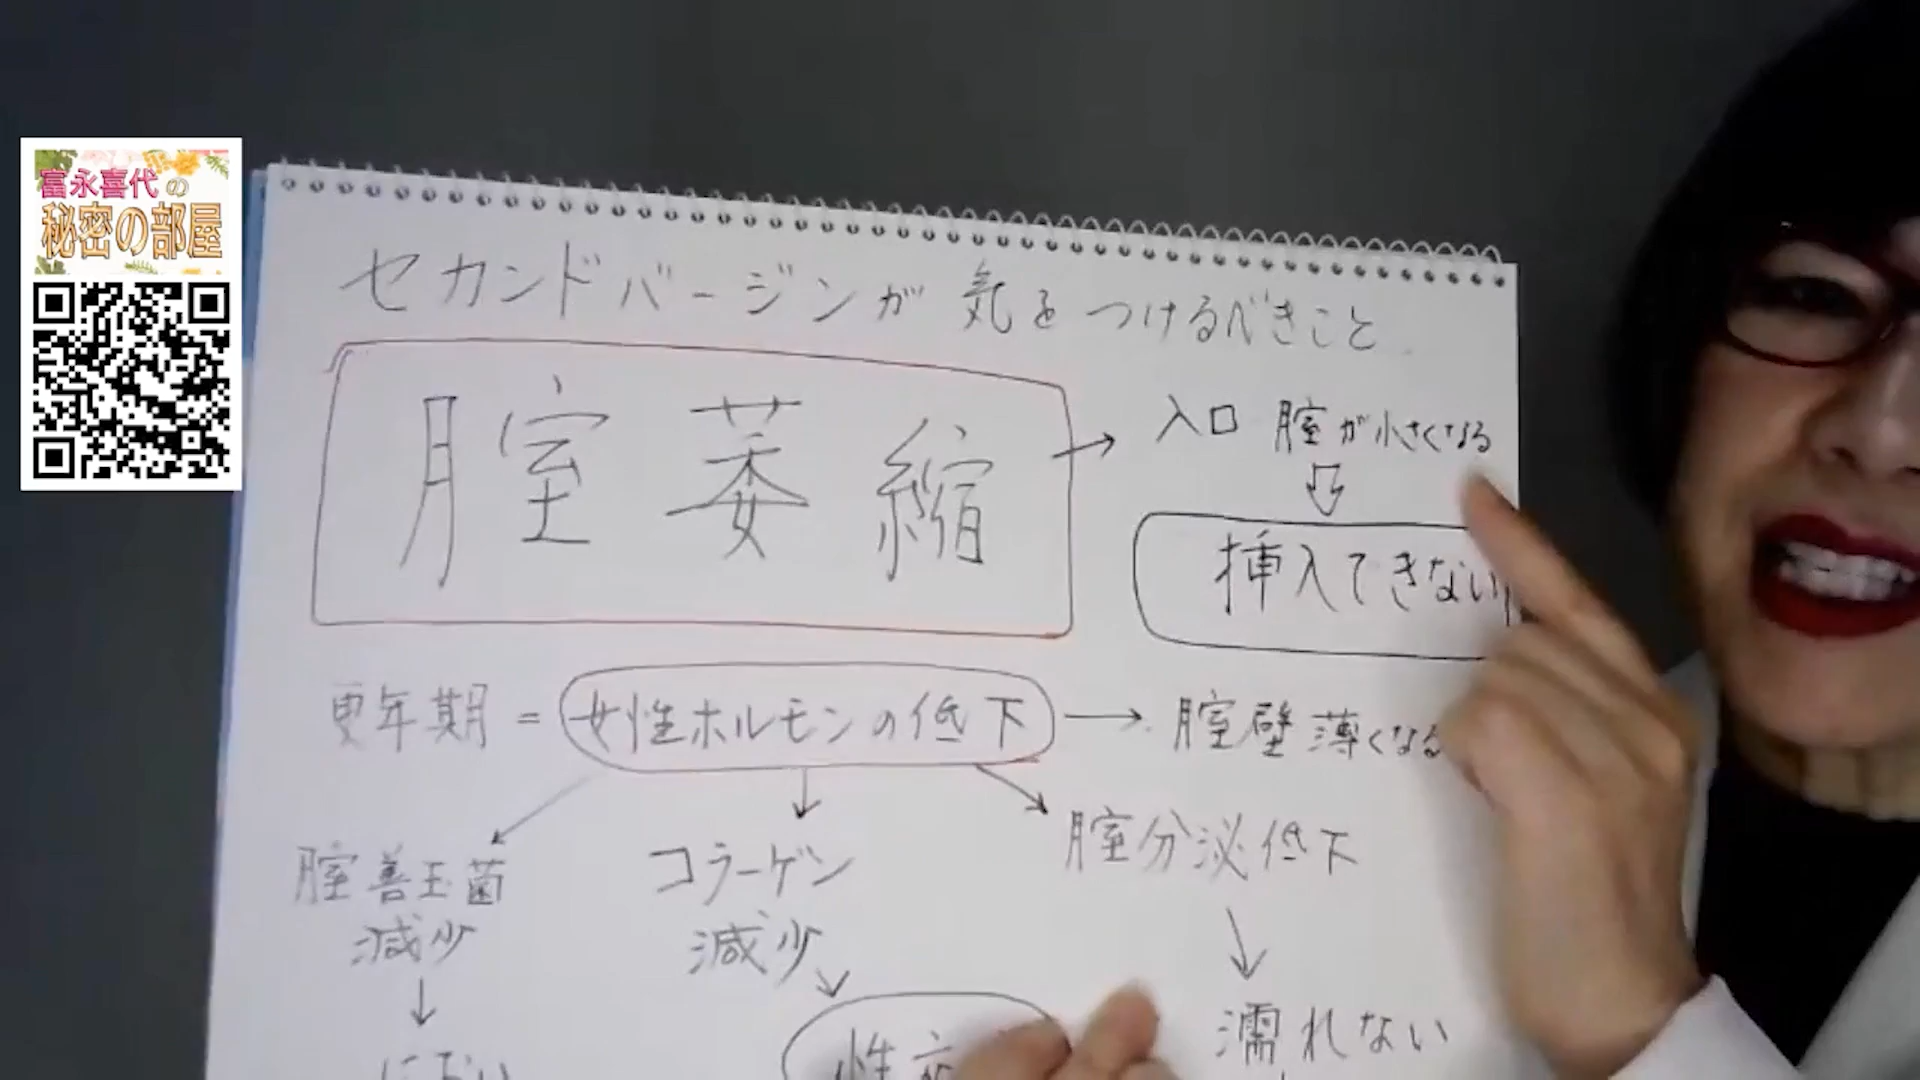 富永喜代の
秘密の部屋
セカンドバージンが気をつけるべきこと
膣萎縮
→ 入口 膣が小さくなる
挿入できない
更年期 = 女性ホルモンの低下 → 膣壁薄くなる
膣善玉菌
減少
コラーゲン
減少
膣分泌低下
濡れない
におい